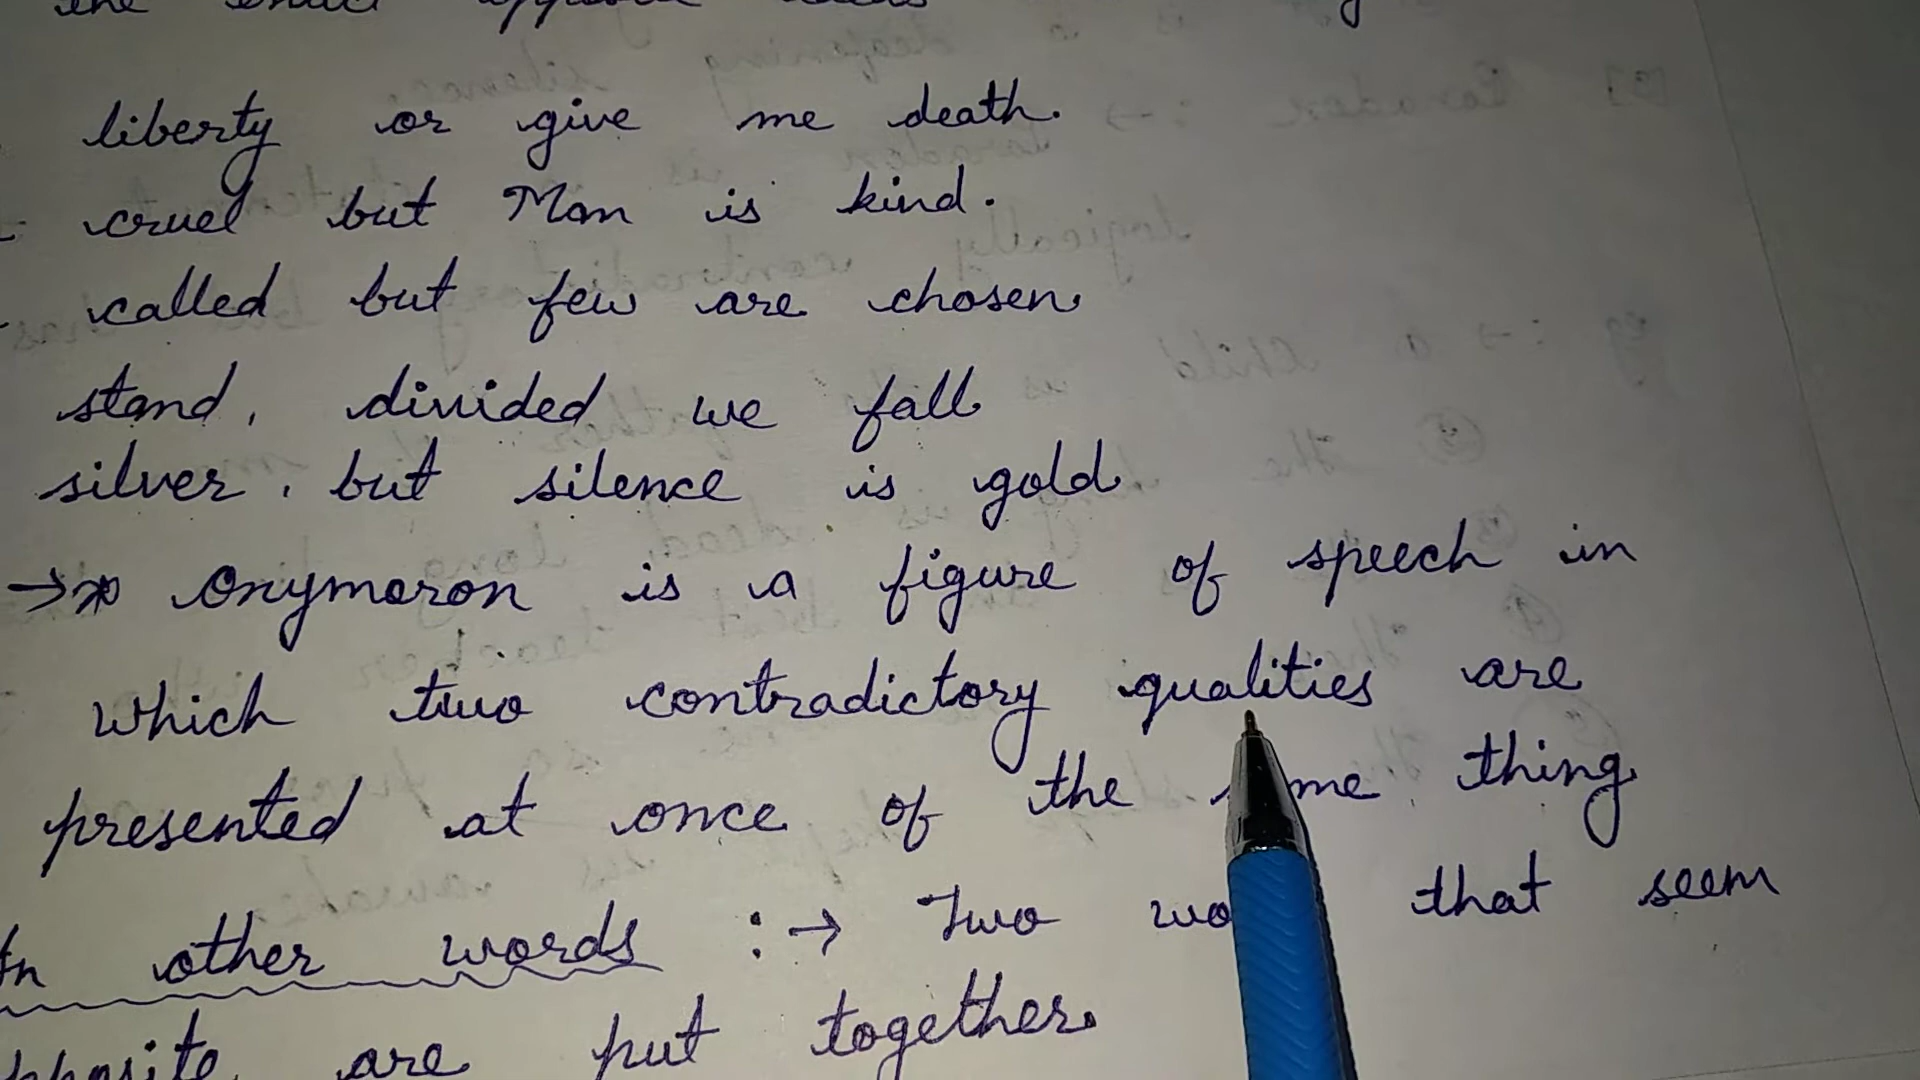 liberty or give me death.
cruel but Man is kind.
called but few are chosen
stand, divided we fall
silver, but silence is gold
→ Oxymoron is a figure of speech in
which two contradictory qualities are
presented at once of the same thing
In other words :→ Two that seem
opposite are put together